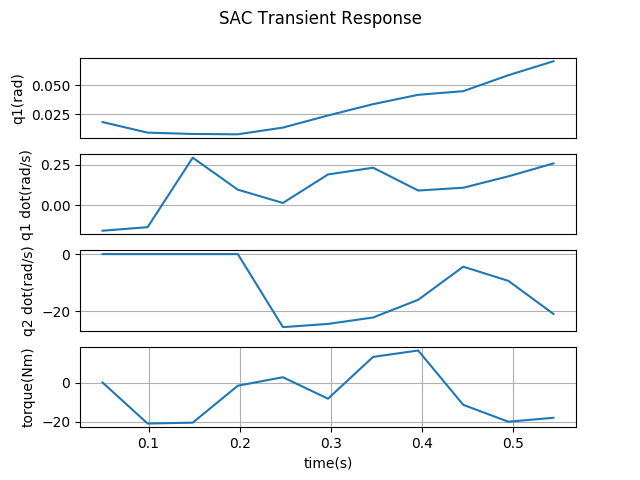 SAC Transient Response
q1(rad)
0.050
0.025
q1 dot(rad/s)
0.25
0.00
q2 dot(rad/s)
0
−20
torque(Nm)
0
−20
0.1 0.2 0.3 0.4 0.5
time(s)